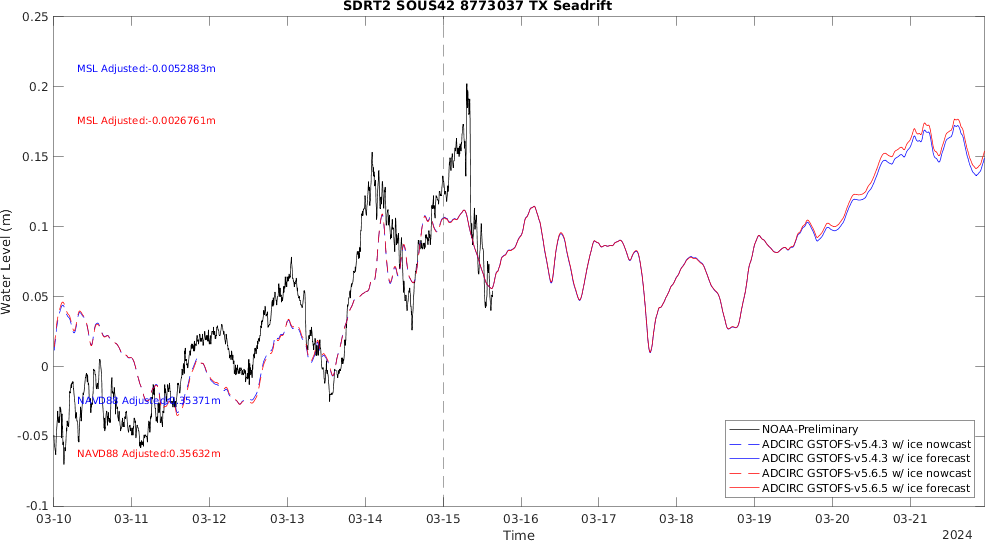 SDRT2 SOUS42 8773037 TX Seadrift
Water Level (m)
0.25
0.2
0.15
0.1
0.05
0
-0.05
-0.1
MSL Adjusted:-0.0052883m
MSL Adjusted:-0.0026761m
NAVD88 Adjusted:0.35371m
NAVD88 Adjusted:0.35632m
NOAA-Preliminary
ADCIRC GSTOFS-v5.4.3 w/ ice nowcast
ADCIRC GSTOFS-v5.4.3 w/ ice forecast
ADCIRC GSTOFS-v5.6.5 w/ ice nowcast
ADCIRC GSTOFS-v5.6.5 w/ ice forecast
03-10 03-11 03-12 03-13 03-14 03-15 03-16 03-17 03-18 03-19 03-20 03-21
Time
2024